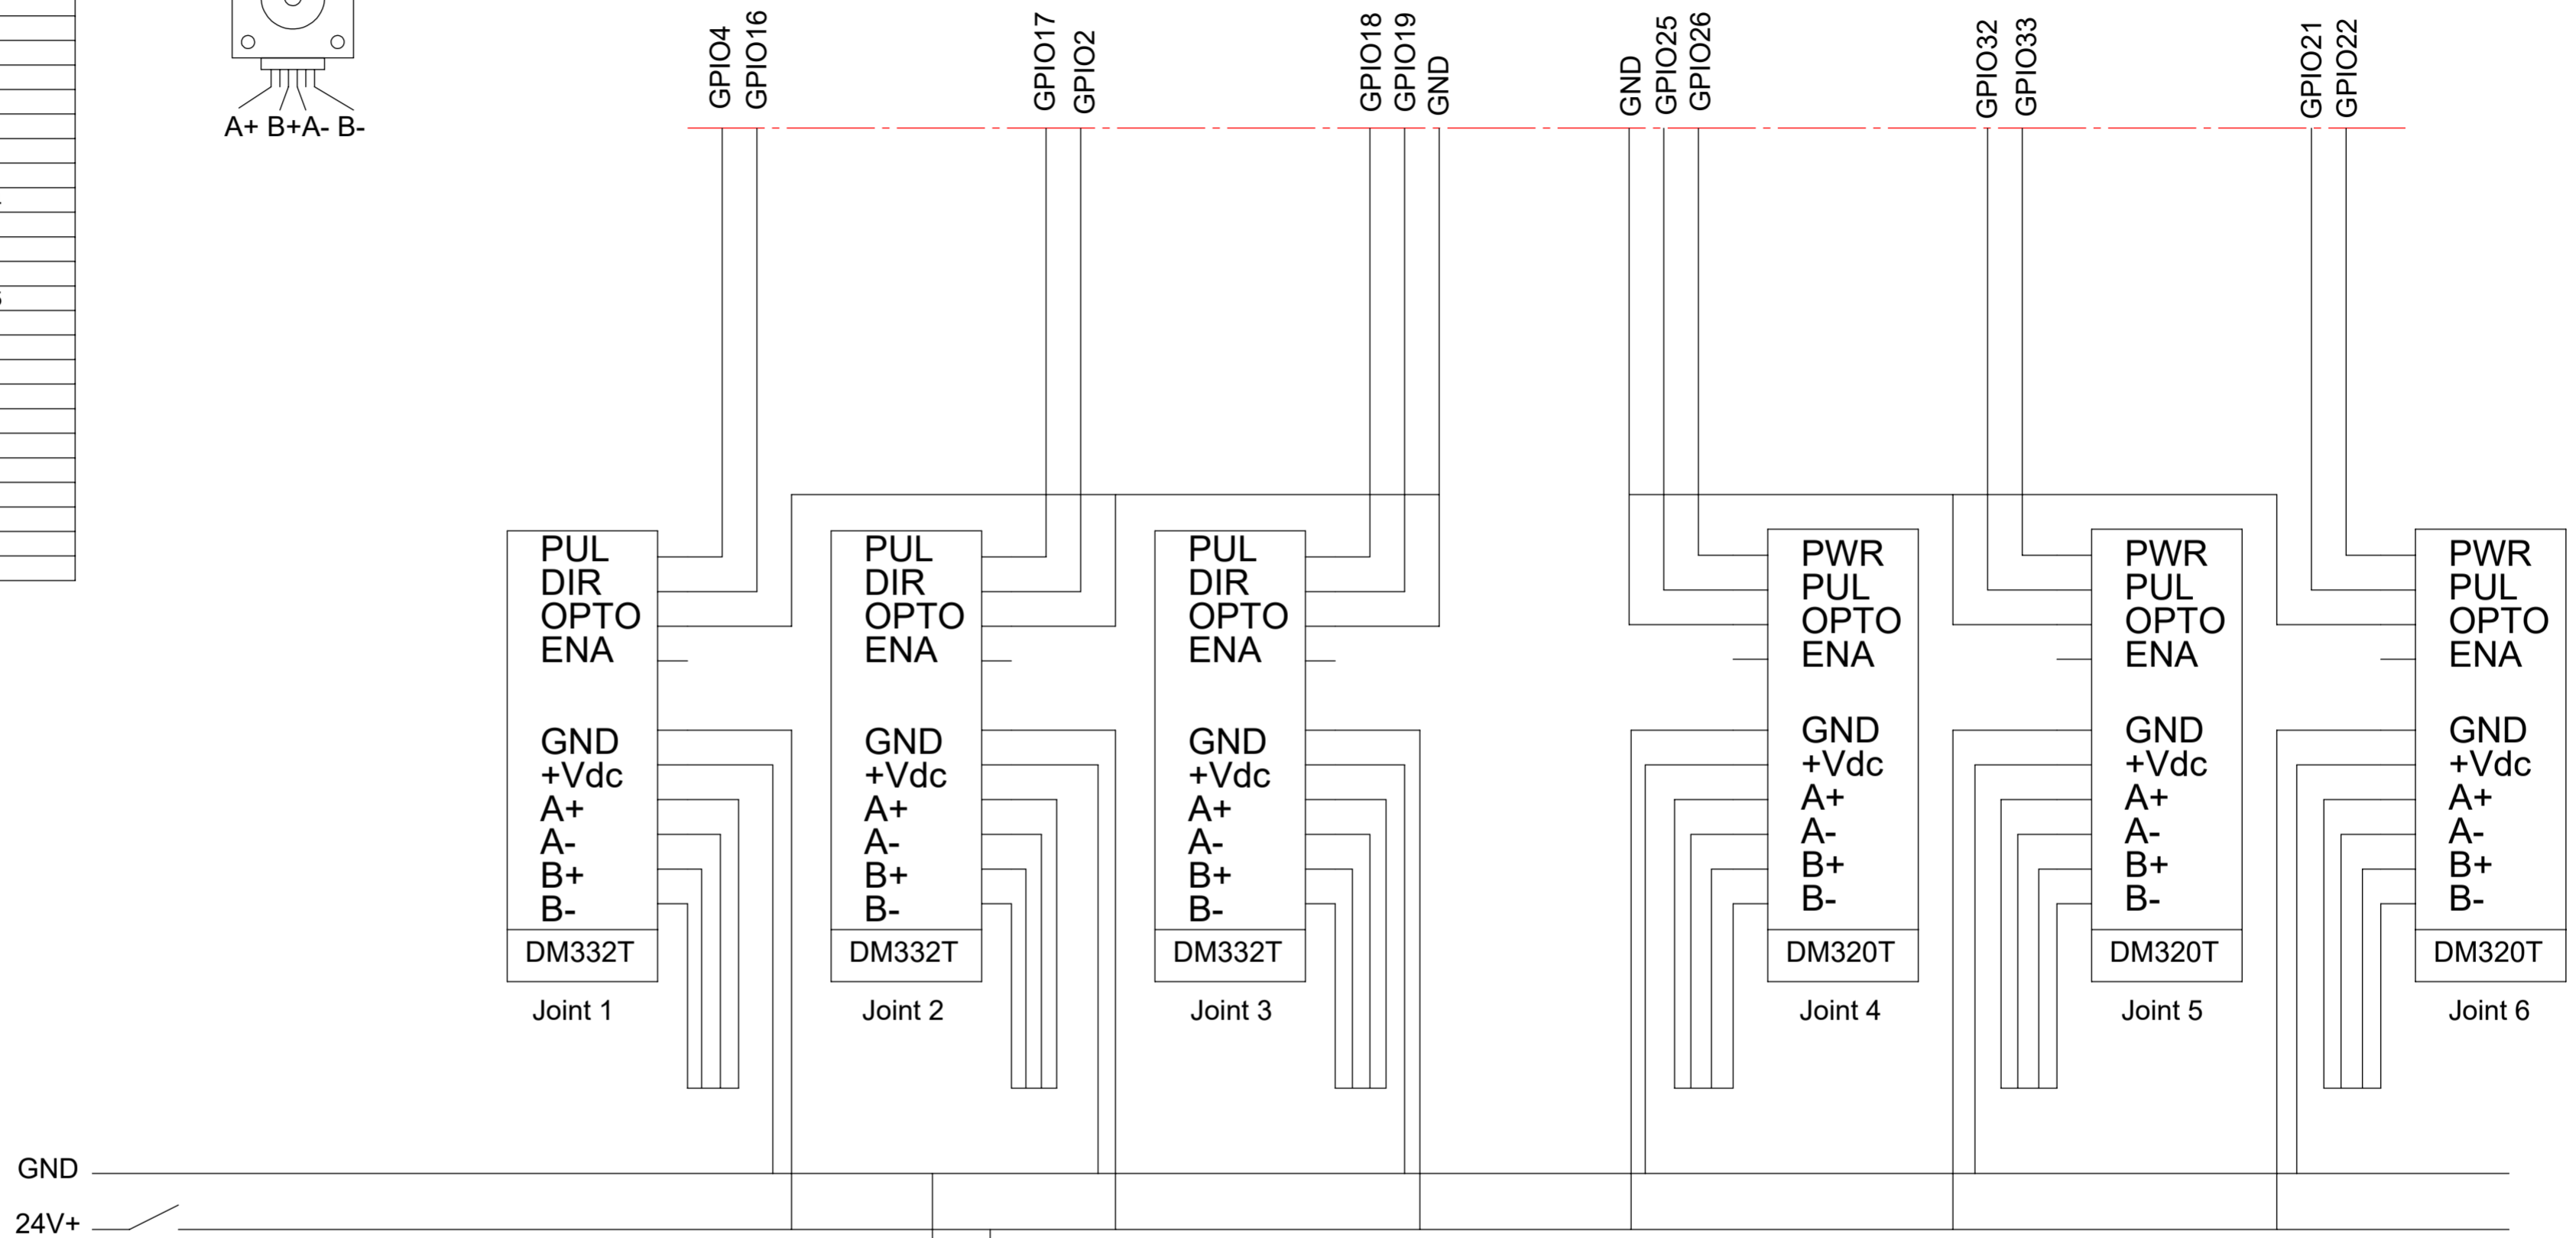 A+ B+A- B-
GPIO4
GPIO16
GPIO17
GPIO2
GPIO18
GPIO19
GND
GND
GPIO25
GPIO26
GPIO32
GPIO33
GPIO21
GPIO22
PUL
DIR
OPTO
ENA
GND
+Vdc
A+
A-
B+
B-
DM332T
Joint 1
PUL
DIR
OPTO
ENA
GND
+Vdc
A+
A-
B+
B-
DM332T
Joint 2
PUL
DIR
OPTO
ENA
GND
+Vdc
A+
A-
B+
B-
DM332T
Joint 3
PWR
PUL
OPTO
ENA
GND
+Vdc
A+
A-
B+
B-
DM320T
Joint 4
PWR
PUL
OPTO
ENA
GND
+Vdc
A+
A-
B+
B-
DM320T
Joint 5
PWR
PUL
OPTO
ENA
GND
+Vdc
A+
A-
B+
B-
DM320T
Joint 6
GND
24V+